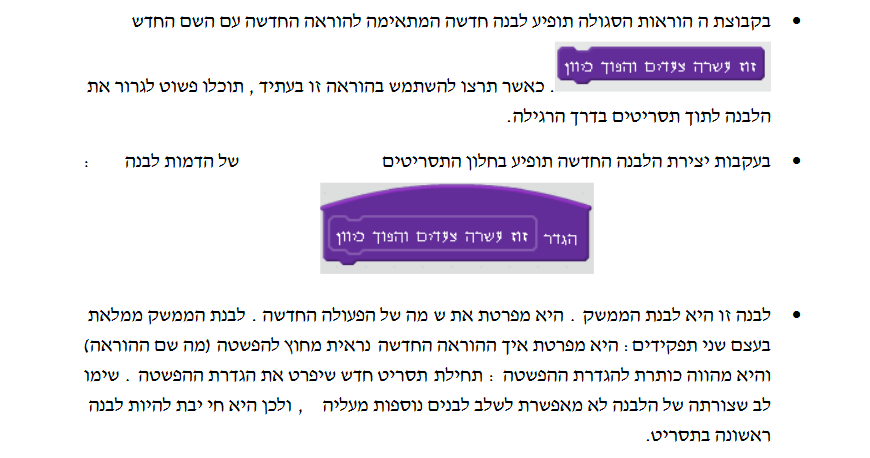 • בקבוצת ה הוראות הסגולה תופיע לבנה חדשה המתאימה להוראה החדשה עם השם החדש
זוז עשרה צעדים והפוך כיוון
. כאשר תרצו להשתמש בהוראה זו בעתיד , תוכלו פשוט לגרור את
הלבנה לתוך תסריטים בדרך הרגילה.
• בעקבות יצירת הלבנה החדשה תופיע בחלון התסריטים של הדמות לבנה :
הגדר זוז עשרה צעדים והפוך כיוון
• לבנה זו היא לבנת הממשק . היא מפרטת את ש מה של הפעולה החדשה . לבנת הממשק ממלאת
בעצם שני תפקידים : היא מפרטת איך ההוראה החדשה נראית מחוץ להפשטה (מה שם ההוראה)
והיא מהווה כותרת להגדרת ההפשטה : תחילת תסריט חדש שיפרט את הגדרת ההפשטה . שימו
לב שצורתה של הלבנה לא מאפשרת לשלב לבנים נוספות מעליה , ולכן היא חי יבת להיות לבנה
ראשונה בתסריט.